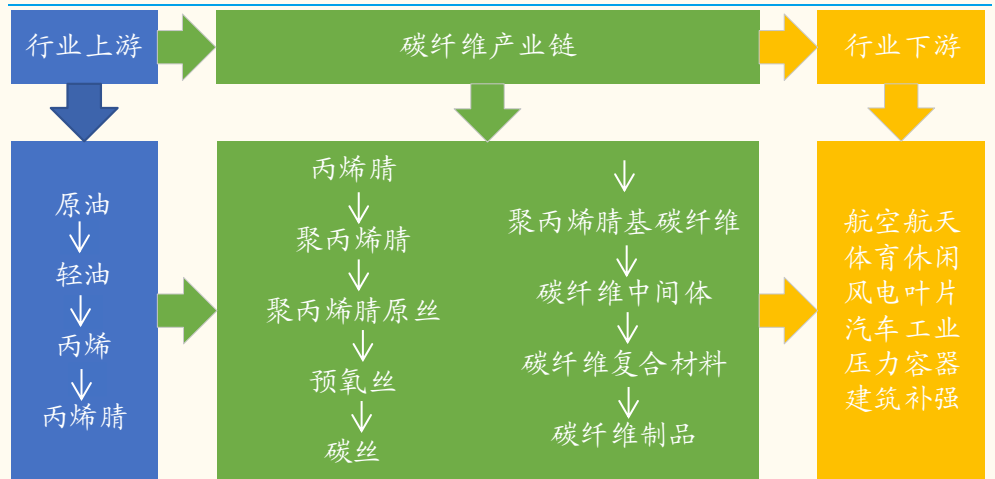 行业上游
碳纤维产业链
行业下游
原油
↓
轻油
↓
丙烯
↓
丙烯腈
丙烯腈
↓
聚丙烯腈
↓
聚丙烯腈原丝
↓
预氧丝
↓
碳丝
↓
聚丙烯腈基碳纤维
↓
碳纤维中间体
↓
碳纤维复合材料
↓
碳纤维制品
航空航天
体育休闲
风电叶片
汽车工业
压力容器
建筑补强